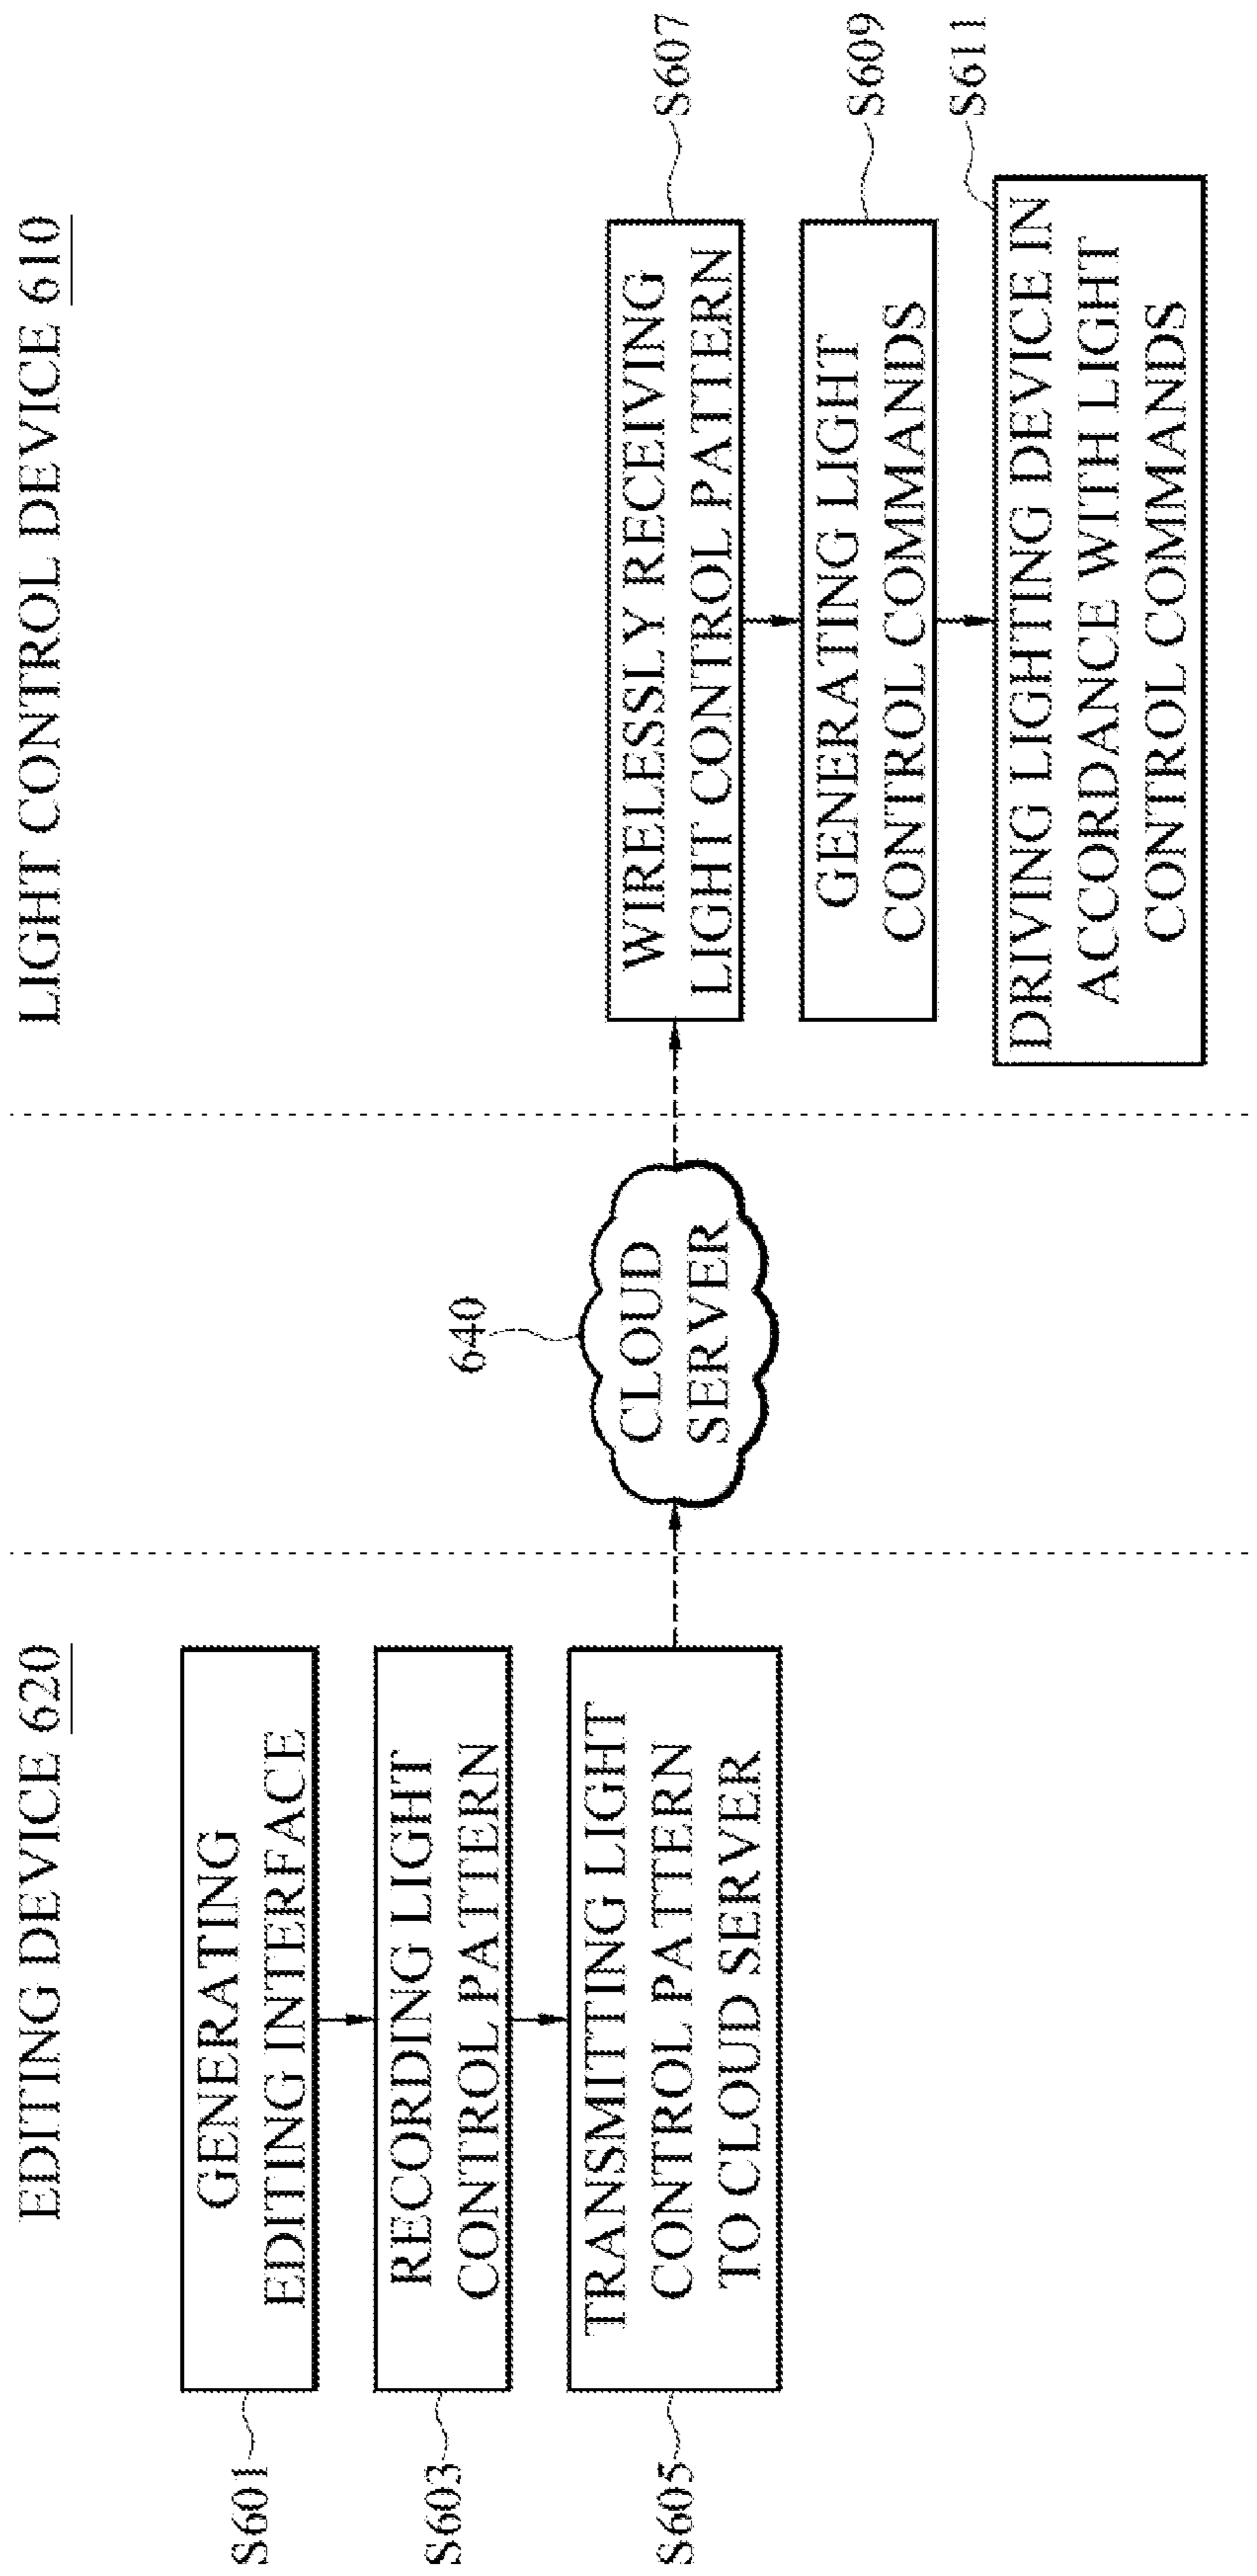 EDITING DEVICE 620
S601
GENERATING
EDITING INTERFACE
S603
RECORDING LIGHT
CONTROL PATTERN
S605
TRANSMITTING LIGHT
CONTROL PATTERN
TO CLOUD SERVER
640
CLOUD
SERVER
LIGHT CONTROL DEVICE 610
WIRELESSLY RECEIVING
LIGHT CONTROL PATTERN
S607
GENERATING LIGHT
CONTROL COMMANDS
S609
DRIVING LIGHTING DEVICE IN
ACCORDANCE WITH LIGHT
CONTROL COMMANDS
S611